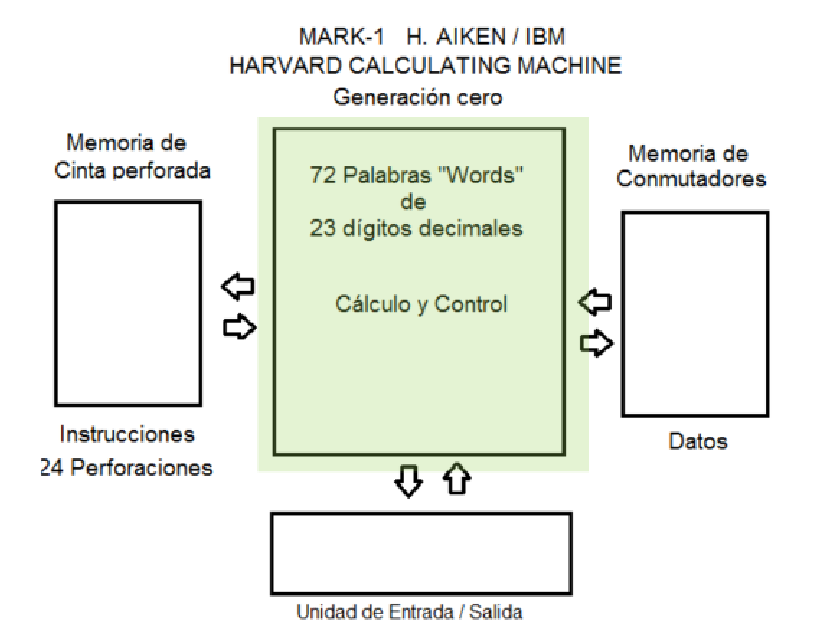 MARK-1 H. AIKEN / IBM
HARVARD CALCULATING MACHINE
Generación cero
Memoria de
Cinta perforada
72 Palabras "Words"
de
23 dígitos decimales
Cálculo y Control
Memoria de
Conmutadores
Instrucciones
24 Perforaciones
Datos
Unidad de Entrada / Salida